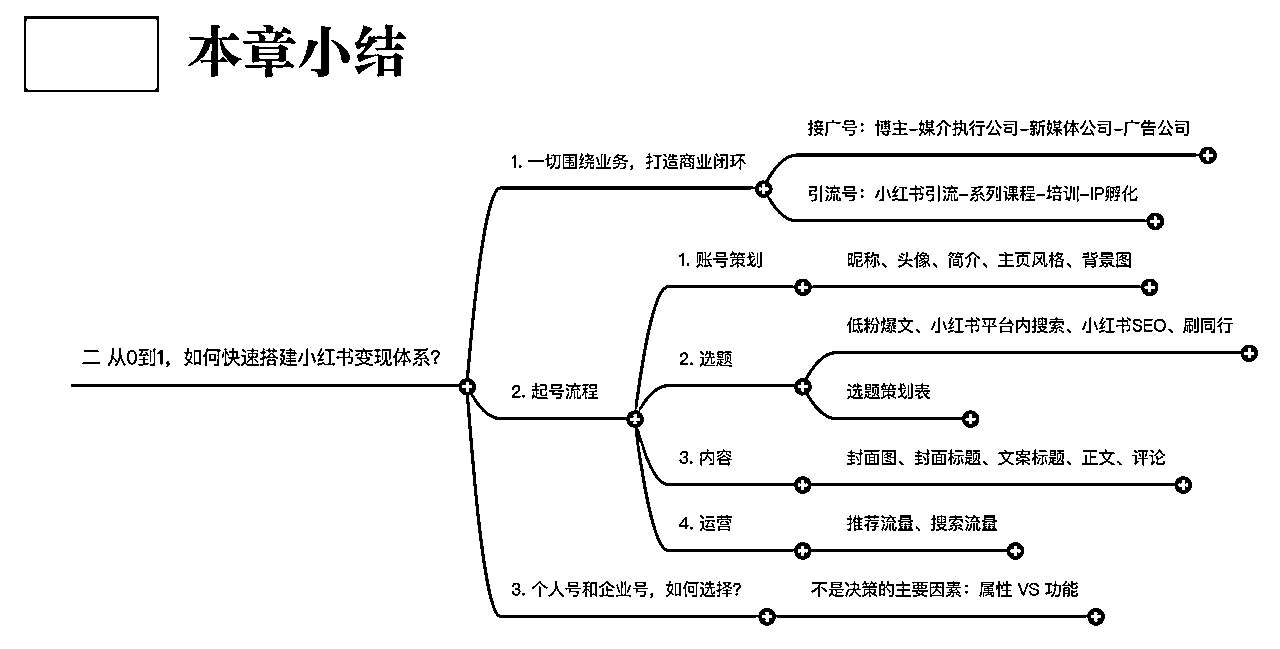 本章小结
二 从0到1，如何快速搭建小红书变现体系？
1. 一切围绕业务，打造商业闭环
接广号：博主-媒介执行公司-新媒体公司-广告公司
引流号：小红书引流-系列课程-培训-IP孵化
2. 起号流程
1. 账号策划
昵称、头像、简介、主页风格、背景图
2. 选题
低粉爆文、小红书平台内搜索、小红书SEO、刷同行
选题策划表
3. 内容
封面图、封面标题、文案标题、正文、评论
4. 运营
推荐流量、搜索流量
3. 个人号和企业号，如何选择？
不是决策的主要因素：属性 VS 功能